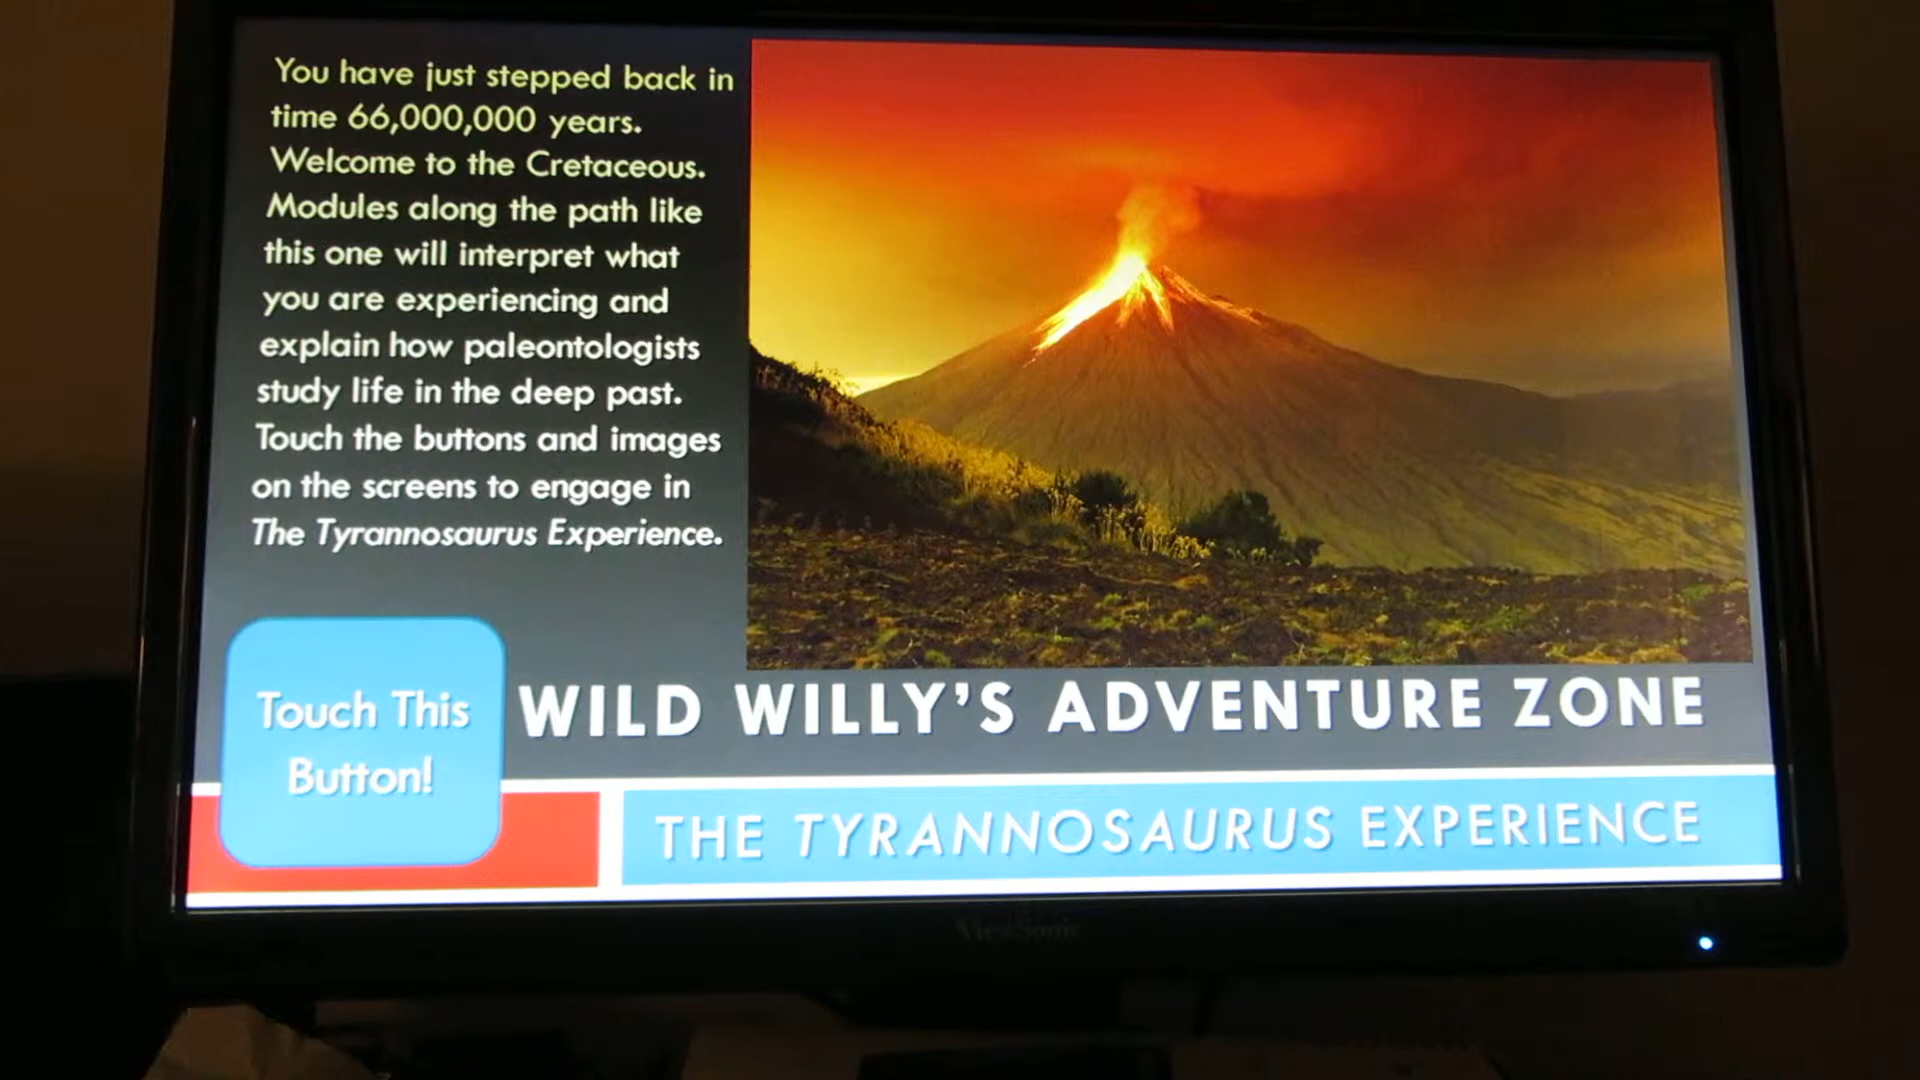 You have just stepped back in
time 66,000,000 years.
Welcome to the Cretaceous.
Modules along the path like
this one will interpret what
you are experiencing and
explain how paleontologists
study life in the deep past.
Touch the buttons and images
on the screens to engage in
The Tyrannosaurus Experience.
Touch This
Button!
WILD WILLY'S ADVENTURE ZONE
THE TYRANNOSAURUS EXPERIENCE
ViewSonic